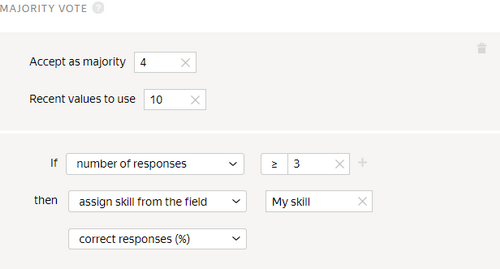 MAJORITY VOTE ?
Accept as majority 4 ×
Recent values to use 10 ×
If number of responses ≥ 3 × +
then assign skill from the field My skill ×
correct responses (%)